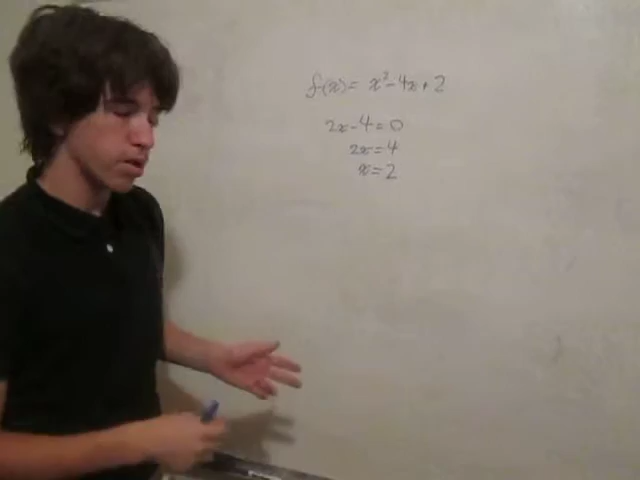 f(x) = x² - 4x + 2
2x - 4 = 0
2x = 4
x = 2